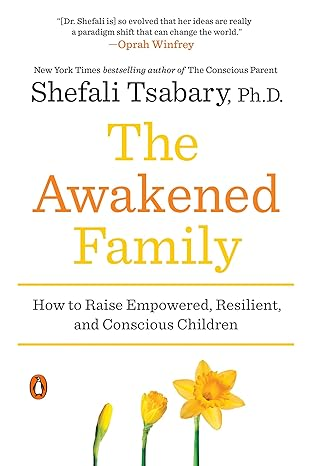 "[Dr. Shefali is] so evolved that her ideas are really
a paradigm shift that can change the world."
—Oprah Winfrey
New York Times bestselling author of The Conscious Parent
Shefali Tsabary, Ph.D.
The
Awakened
Family
How to Raise Empowered, Resilient,
and Conscious Children